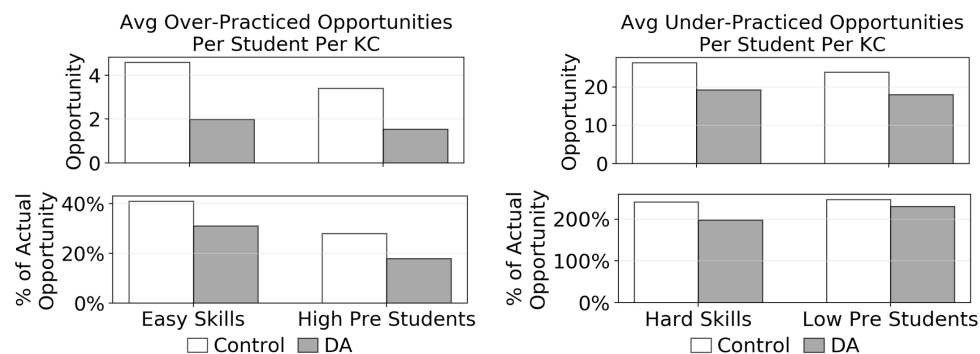 Avg Over-Practiced Opportunities
Per Student Per KC
Opportunity
4
2
0
% of Actual
Opportunity
40%
20%
0%
Easy Skills High Pre Students
Control DA
Avg Under-Practiced Opportunities
Per Student Per KC
Opportunity
20
10
0
% of Actual
Opportunity
200%
100%
0%
Hard Skills Low Pre Students
Control DA